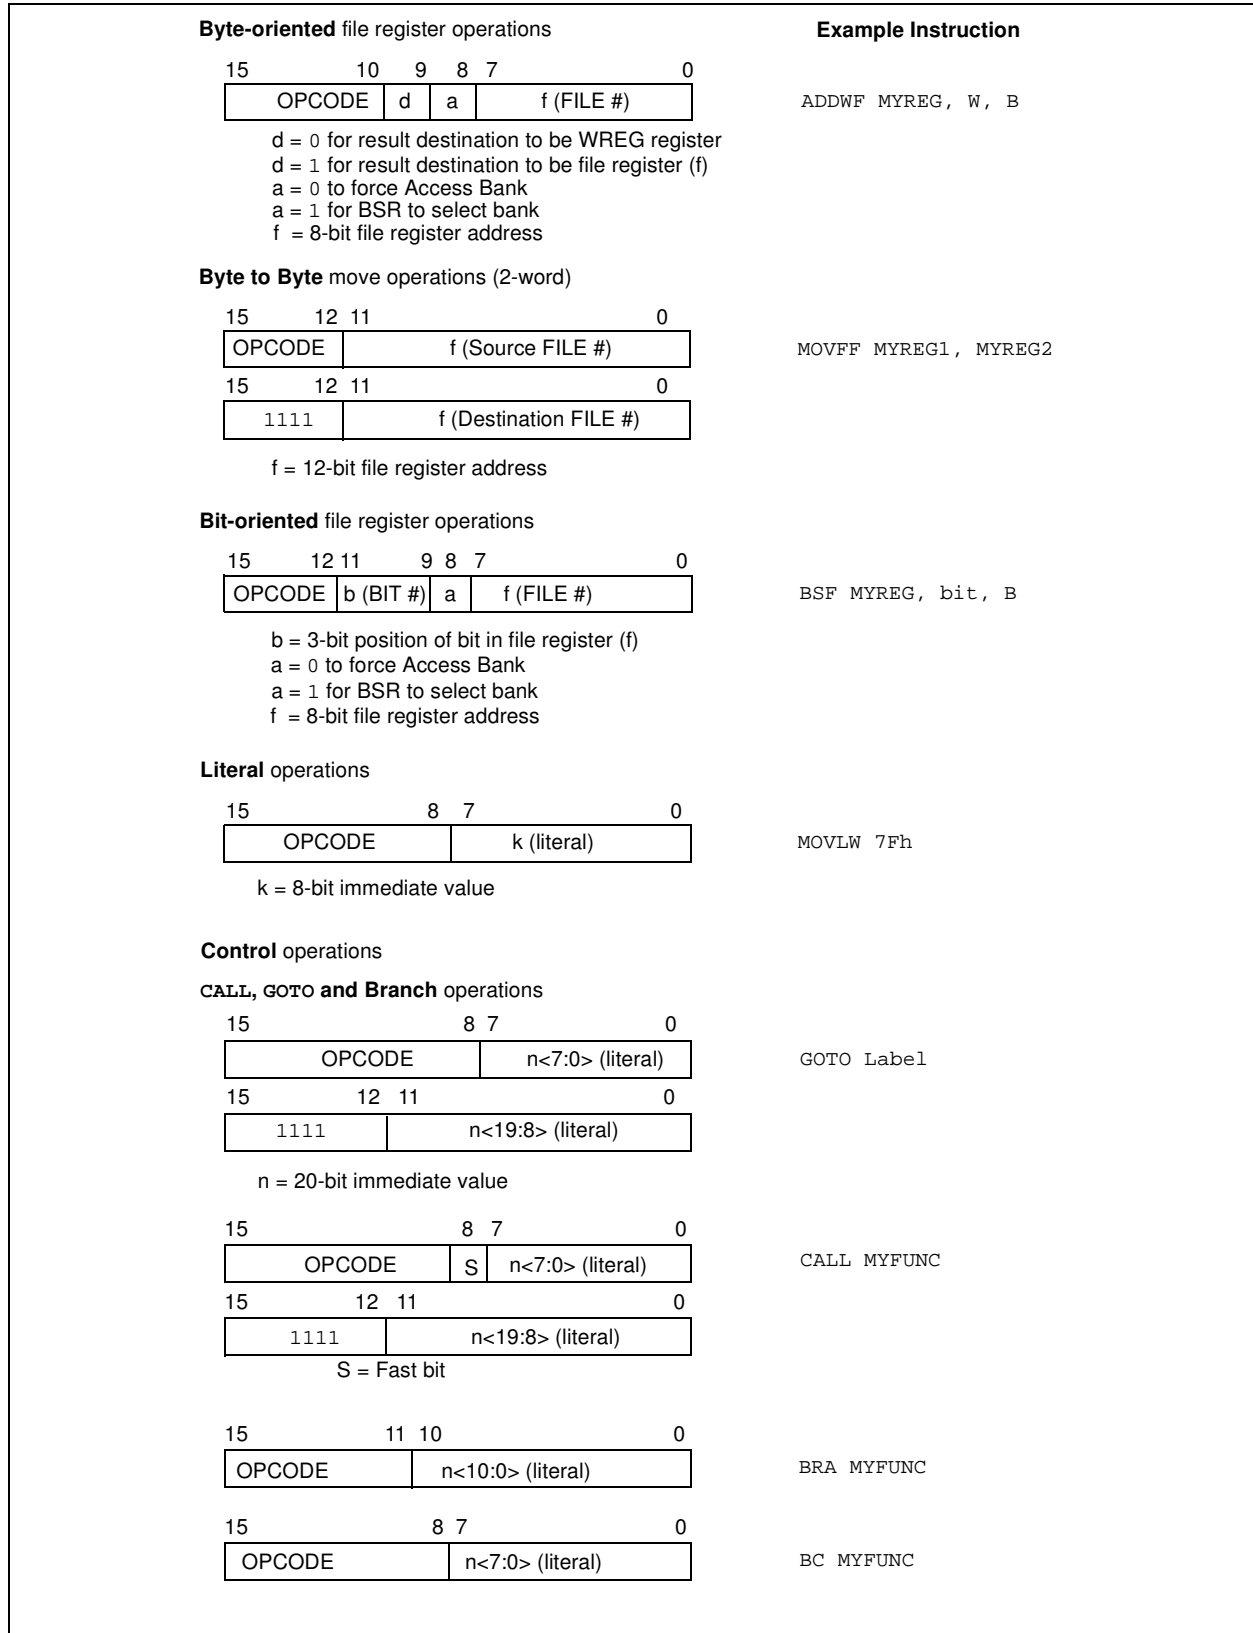 Byte-oriented file register operations Example Instruction
15 10 9 8 7 0
OPCODE d a f (FILE #) ADDWF MYREG, W, B
d = 0 for result destination to be WREG register
d = 1 for result destination to be file register (f)
a = 0 to force Access Bank
a = 1 for BSR to select bank
f = 8-bit file register address
Byte to Byte move operations (2-word)
15 12 11 0
OPCODE f (Source FILE #) MOVFF MYREG1, MYREG2
15 12 11 0
1111 f (Destination FILE #)
f = 12-bit file register address
Bit-oriented file register operations
15 12 11 9 8 7 0
OPCODE b (BIT #) a f (FILE #) BSF MYREG, bit, B
b = 3-bit position of bit in file register (f)
a = 0 to force Access Bank
a = 1 for BSR to select bank
f = 8-bit file register address
Literal operations
15 8 7 0
OPCODE k (literal) MOVLW 7Fh
k = 8-bit immediate value
Control operations
CALL, GOTO and Branch operations
15 8 7 0
OPCODE n<7:0> (literal) GOTO Label
15 12 11 0
1111 n<19:8> (literal)
n = 20-bit immediate value
15 8 7 0
OPCODE S n<7:0> (literal) CALL MYFUNC
15 12 11 0
1111 n<19:8> (literal)
S = Fast bit
15 11 10 0
OPCODE n<10:0> (literal) BRA MYFUNC
15 8 7 0
OPCODE n<7:0> (literal) BC MYFUNC